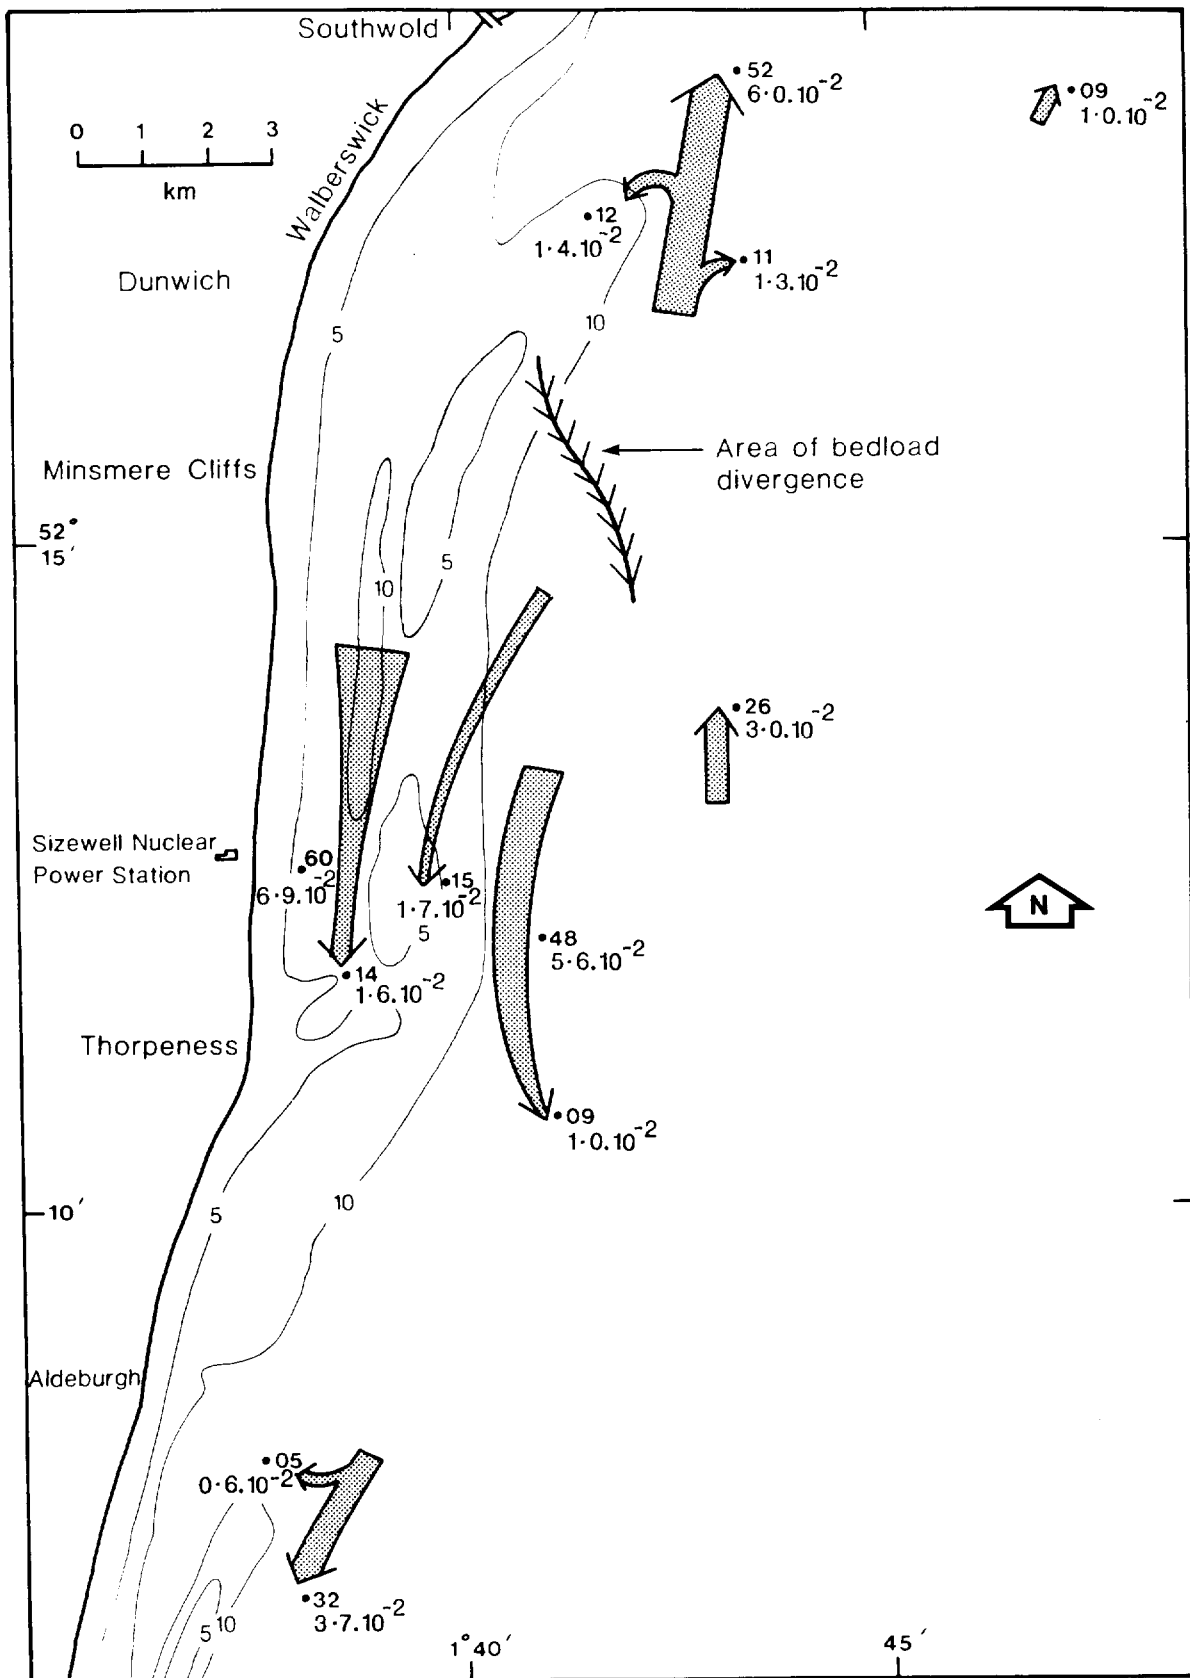 Southwold
52
6·0.10⁻²
09
1·0.10⁻²
0 1 2 3
km
Walberswick
12
1·4.10⁻²
11
1·3.10⁻²
Dunwich
5
10
Area of bedload
divergence
Minsmere Cliffs
52°
15′
5
10
26
3·0.10⁻²
Sizewell Nuclear
Power Station
60
6·9.10⁻²
15
1·7.10⁻²
5
48
5·6.10⁻²
N
14
1·6.10⁻²
Thorpeness
09
1·0.10⁻²
10′
5
10
Aldeburgh
05
0·6.10⁻²
32
3·7.10⁻²
5
10
1°40′
45′